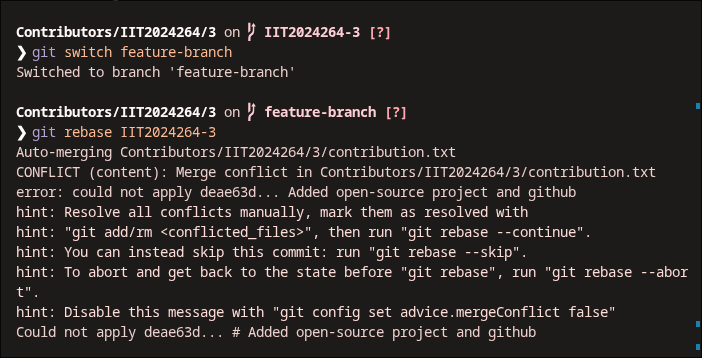 Contributors/IIT2024264/3 on IIT2024264-3 [?]
❯ git switch feature-branch
Switched to branch 'feature-branch'
Contributors/IIT2024264/3 on feature-branch [?]
❯ git rebase IIT2024264-3
Auto-merging Contributors/IIT2024264/3/contribution.txt
CONFLICT (content): Merge conflict in Contributors/IIT2024264/3/contribution.txt
error: could not apply deae63d... Added open-source project and github
hint: Resolve all conflicts manually, mark them as resolved with
hint: "git add/rm <conflicted_files>", then run "git rebase --continue".
hint: You can instead skip this commit: run "git rebase --skip".
hint: To abort and get back to the state before "git rebase", run "git rebase --abor
t".
hint: Disable this message with "git config set advice.mergeConflict false"
Could not apply deae63d... # Added open-source project and github